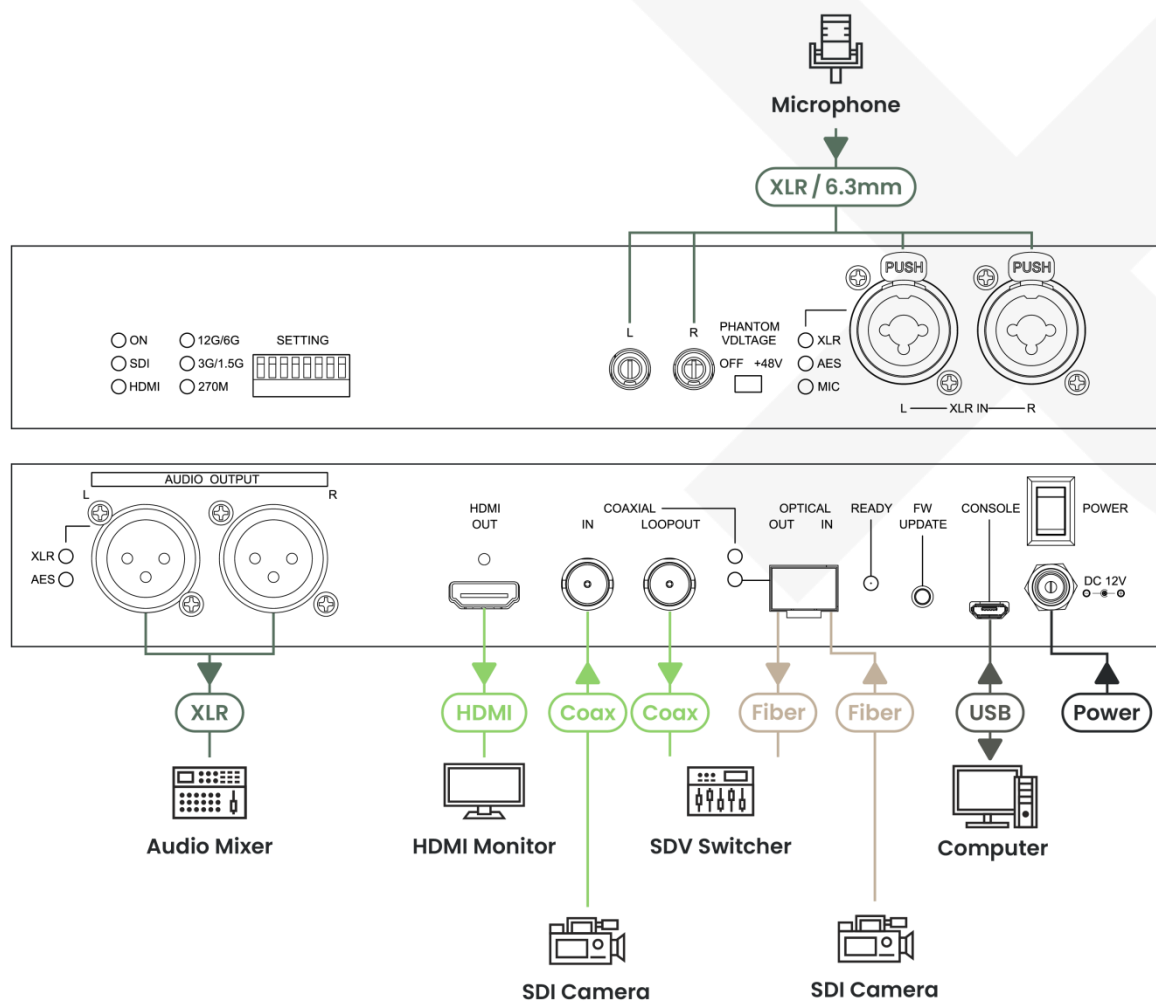 Microphone
XLR / 6.3mm
PUSH
PUSH
ON
12G/6G
SETTING
SDI
3G/1.5G
HDMI
270M
L
R
PHANTOM
VDLTAGE
OFF +48V
XLR
AES
MIC
L XLR IN R
AUDIO OUTPUT
L
R
XLR
AES
HDMI
OUT
COAXIAL
IN
LOOPOUT
OPTICAL
OUT IN
READY
FW
UPDATE
CONSOLE
POWER
DC 12V
XLR
HDMI
Coax
Coax
Fiber
Fiber
USB
Power
Audio Mixer
HDMI Monitor
SDV Switcher
Computer
SDI Camera
SDI Camera